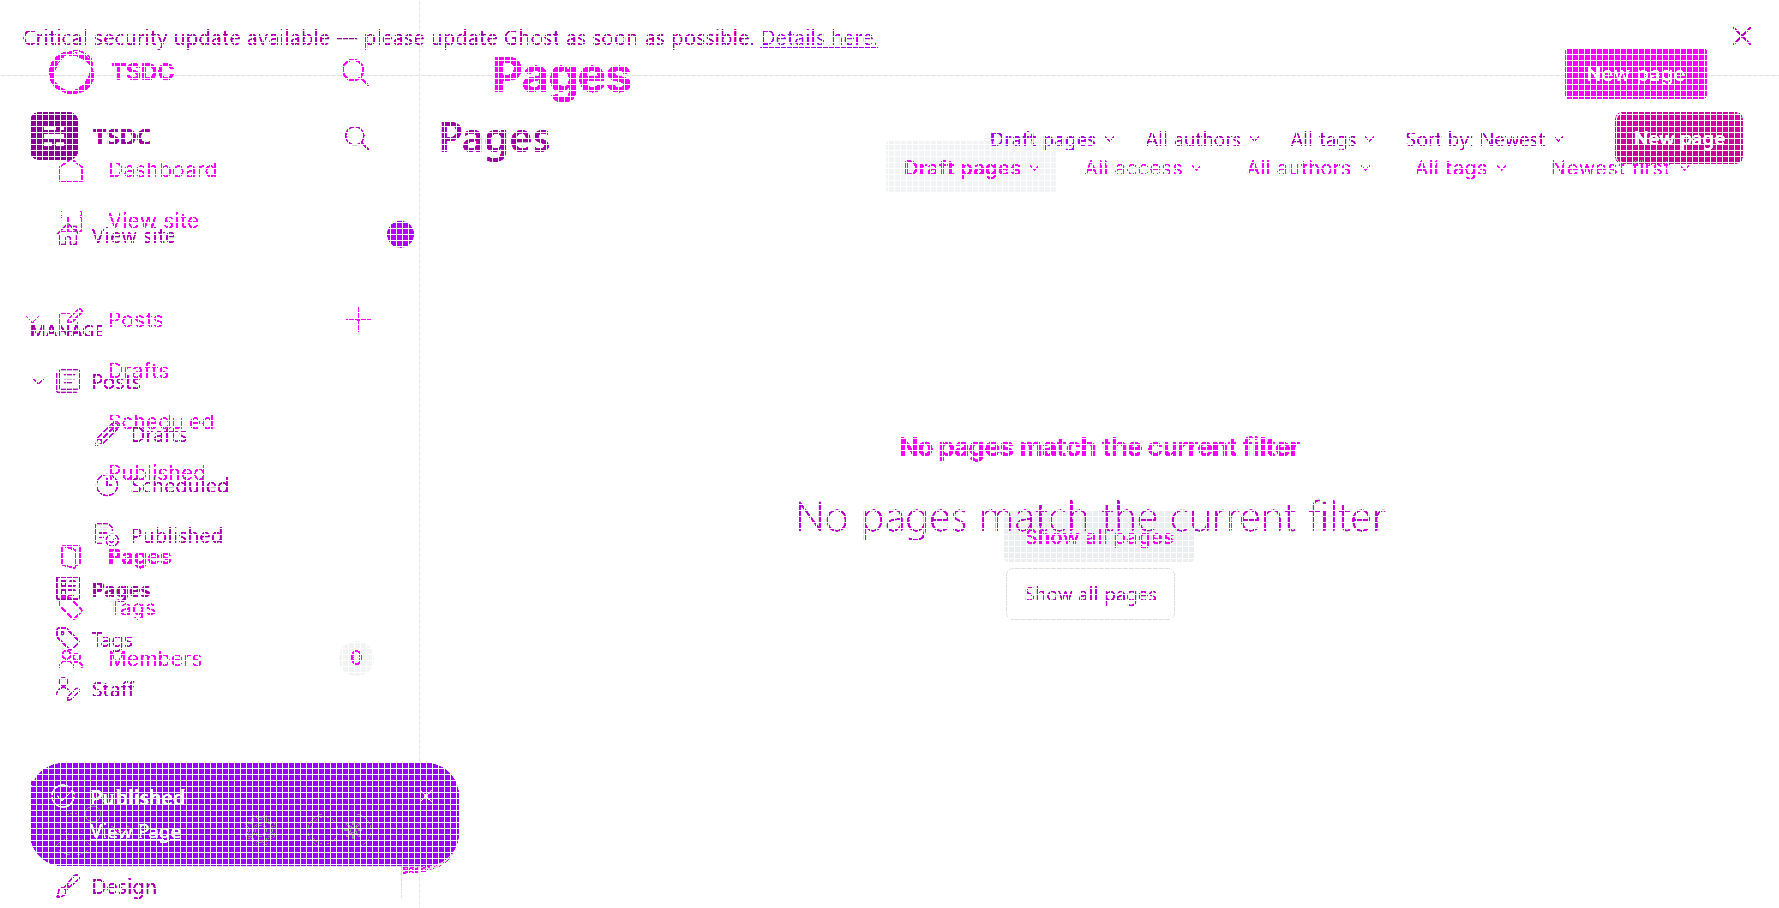 Critical security update available — please update Ghost as soon as possible. Details here.
TSDC
Pages
New page
TSDC
Pages
Draft pages
All authors
All tags
Sort by: Newest
New page
Dashboard
Draft pages
All access
All authors
All tags
Newest first
View site
View site
Posts
MANAGE
Drafts
Posts
Scheduled
Drafts
No pages match the current filter
Published
Scheduled
No pages match the current filter
Published
Show all pages
Pages
Pages
Show all pages
Tags
Tags
Members
0
Staff
Published
View Page
Design